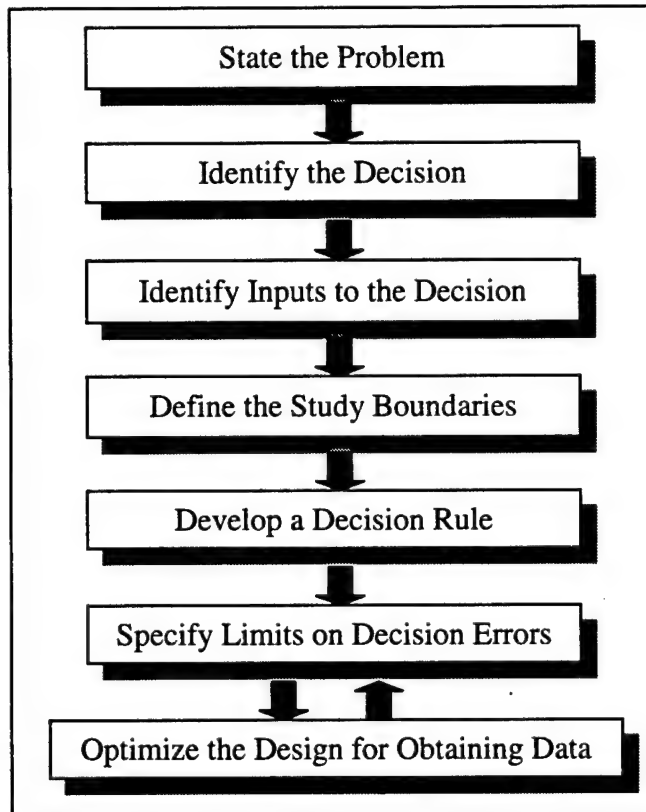 State the Problem
Identify the Decision
Identify Inputs to the Decision
Define the Study Boundaries
Develop a Decision Rule
Specify Limits on Decision Errors
Optimize the Design for Obtaining Data